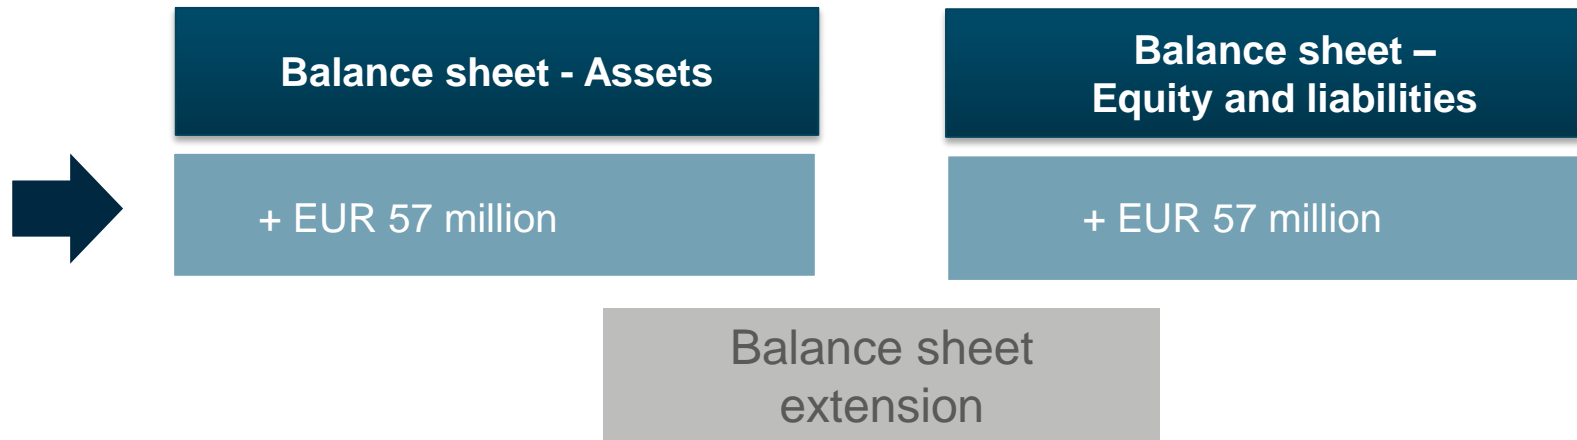 Balance sheet - Assets
Balance sheet –
Equity and liabilities
+ EUR 57 million
+ EUR 57 million
Balance sheet
extension